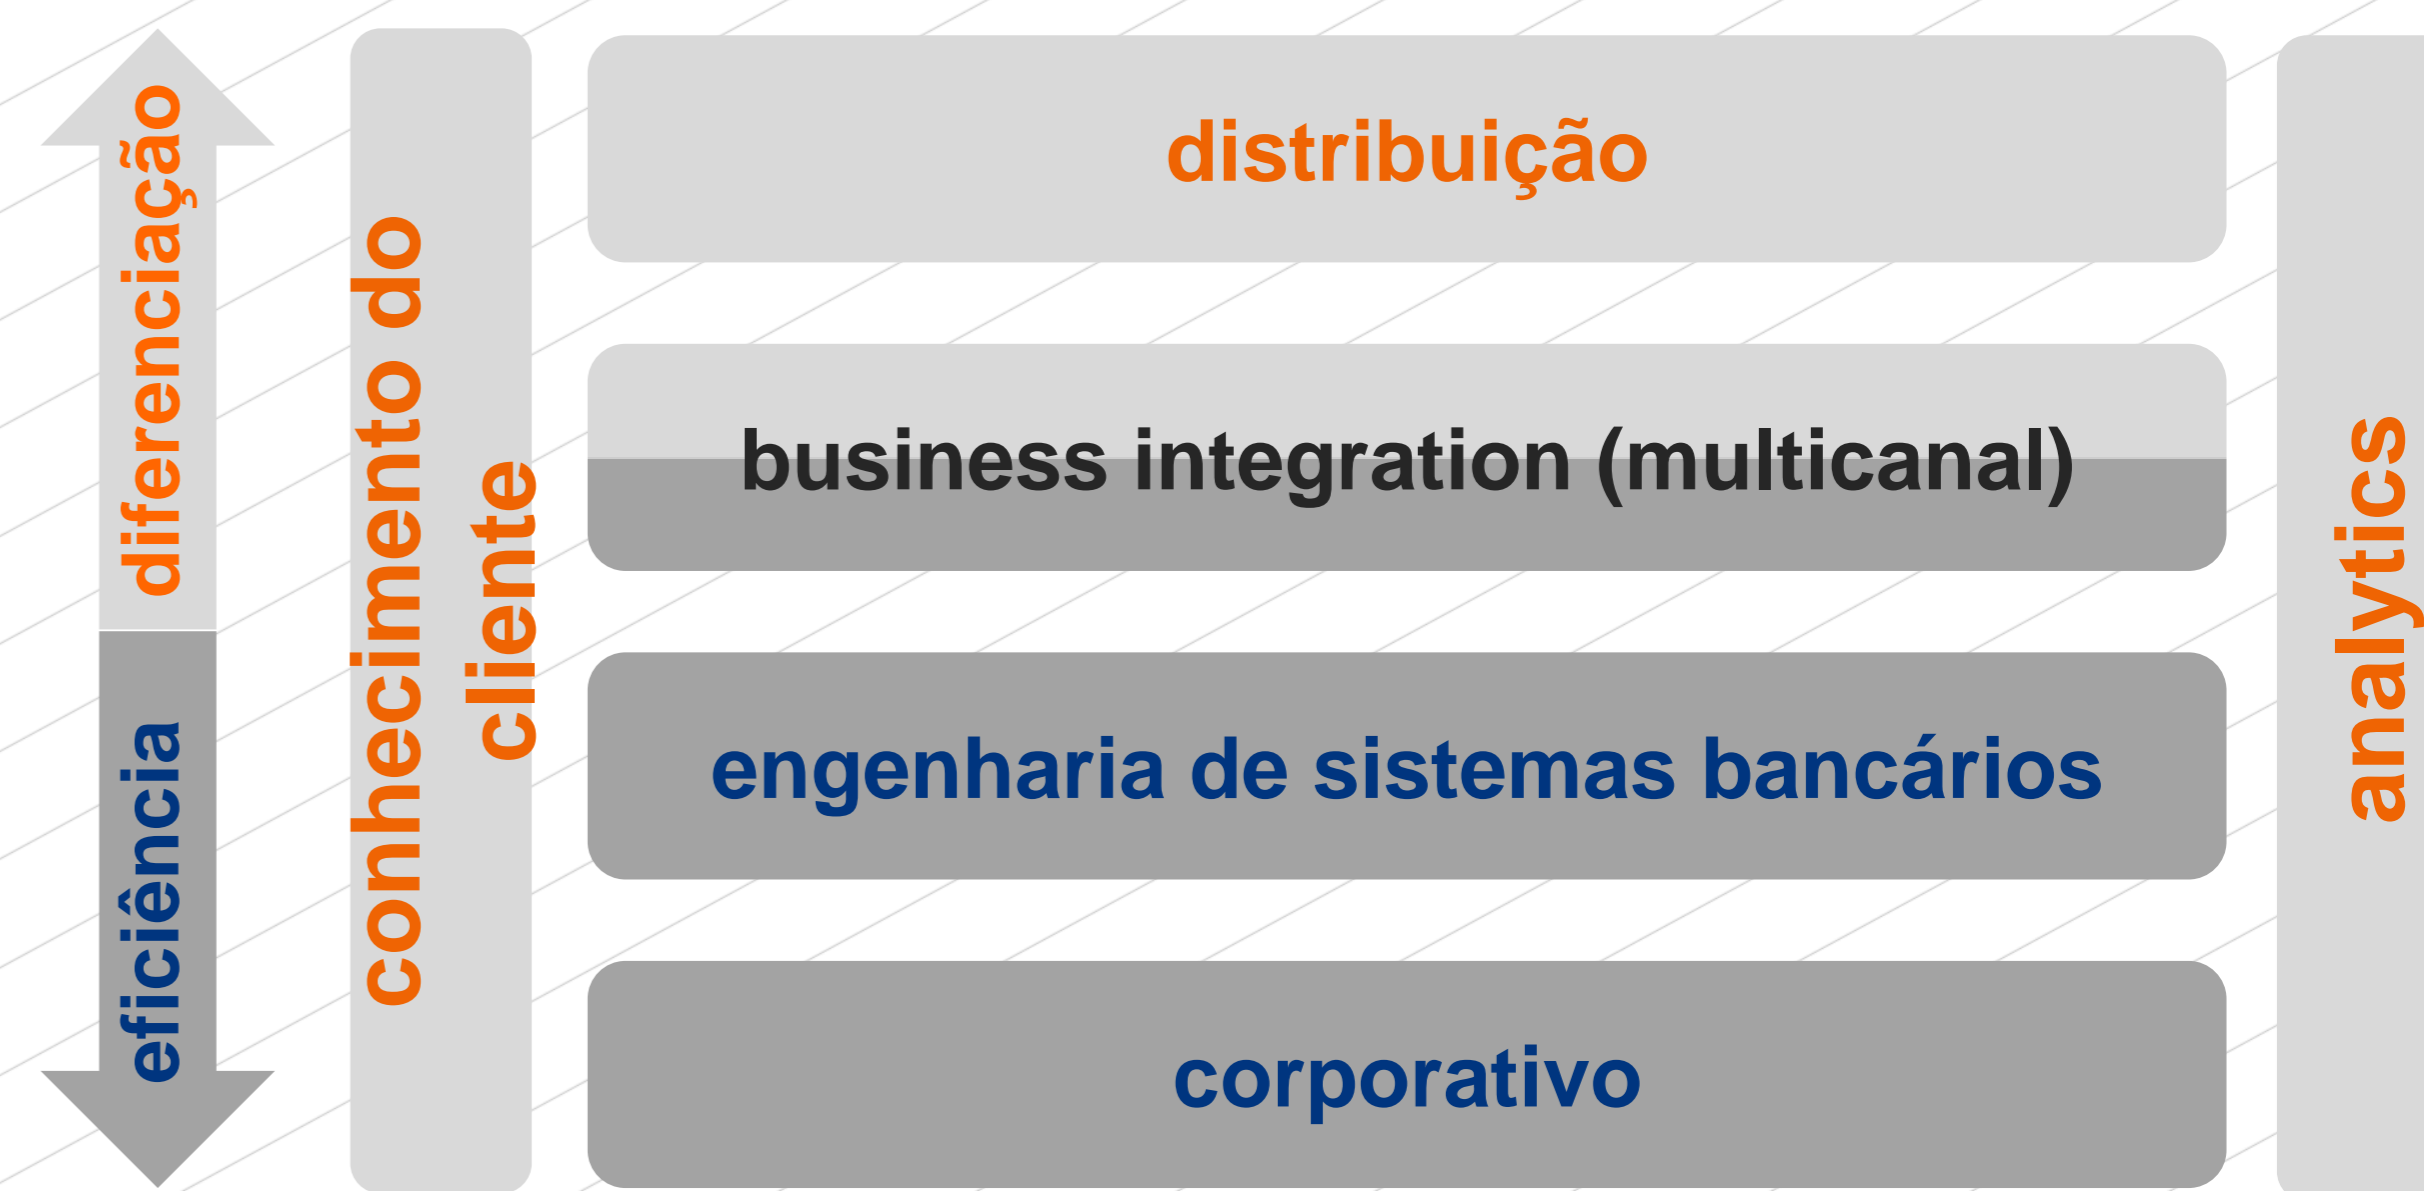 diferenciação
eficiência
conhecimento do
cliente
distribuição
business integration (multicanal)
engenharia de sistemas bancários
corporativo
analytics